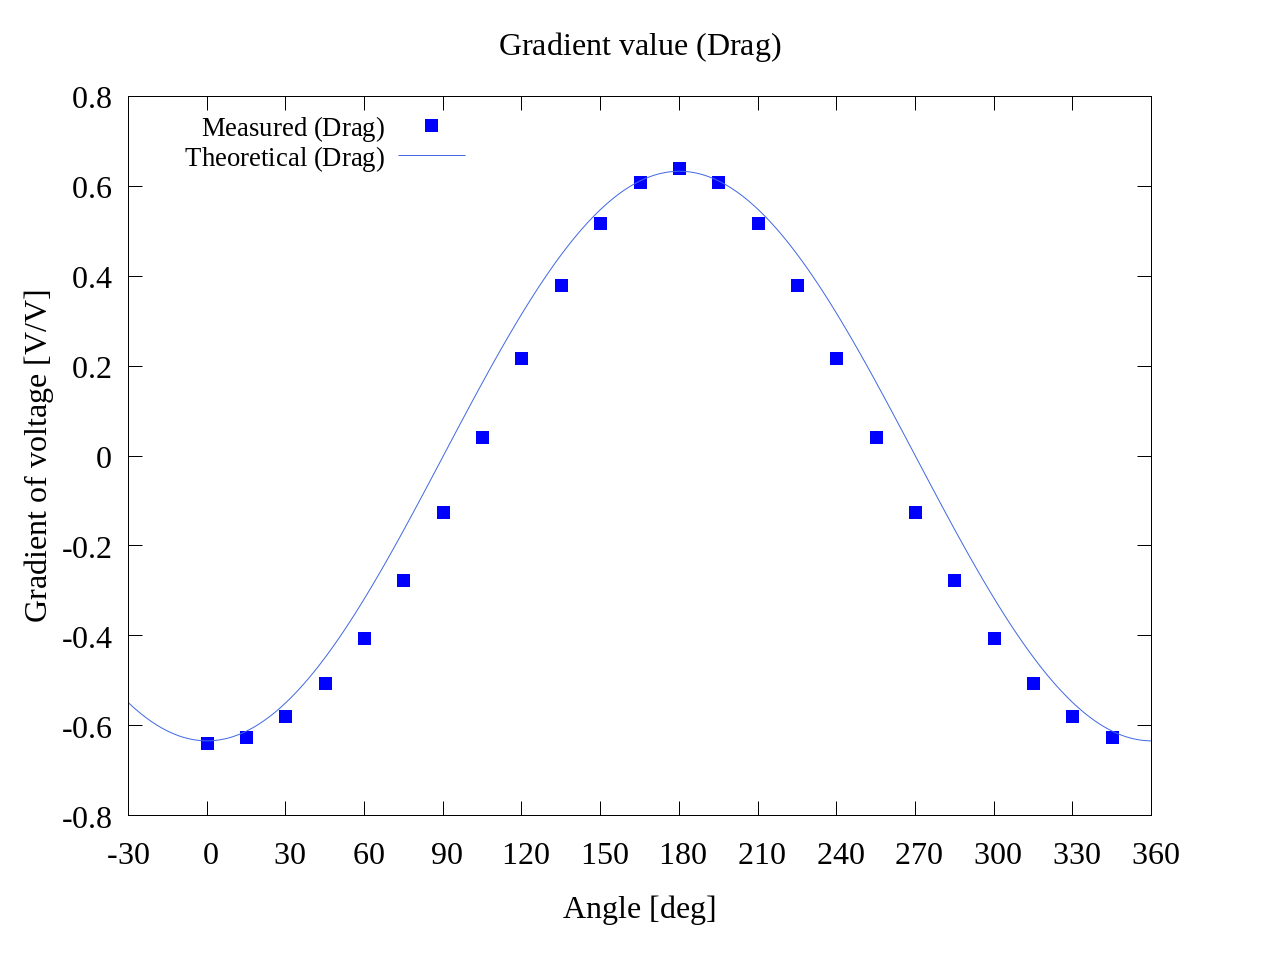 Gradient value (Drag)
0.8
0.6
0.4
0.2
0
-0.2
-0.4
-0.6
-0.8
Gradient of voltage [V/V]
Measured (Drag)
Theoretical (Drag)
-30 0 30 60 90 120 150 180 210 240 270 300 330 360
Angle [deg]